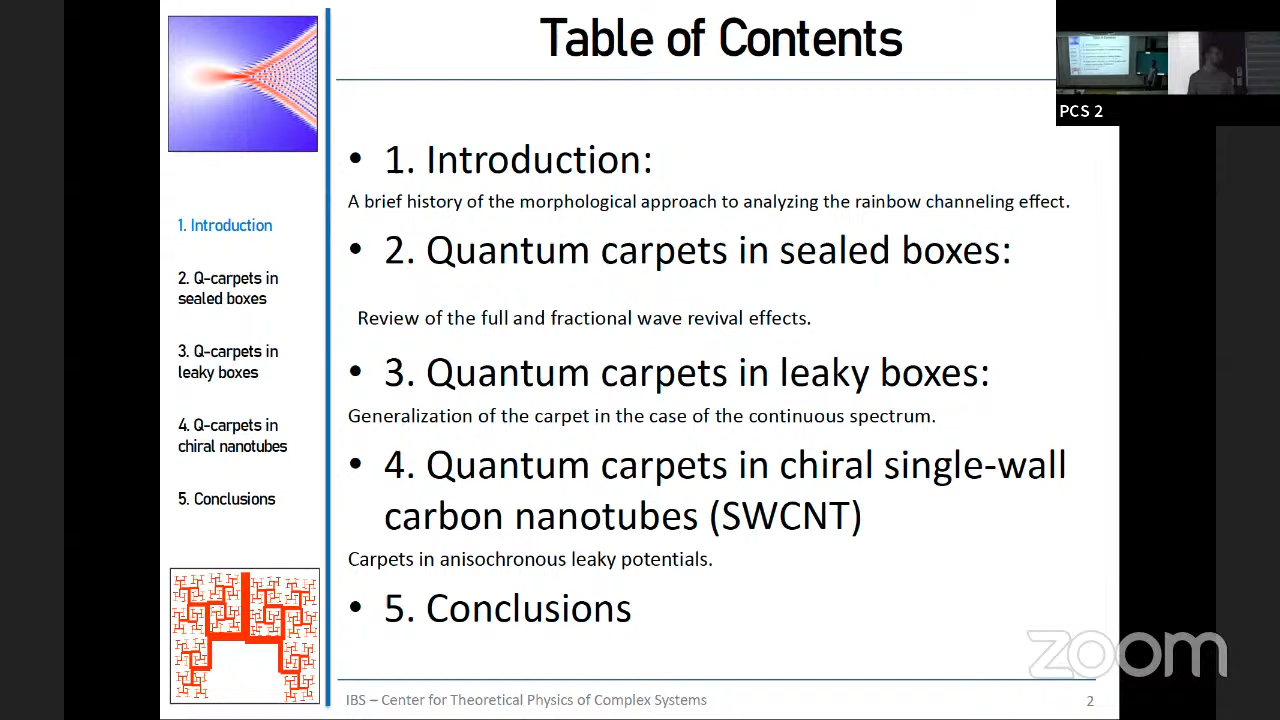 Table of Contents
PCS 2
1. Introduction
2. Q-carpets in
sealed boxes
3. Q-carpets in
leaky boxes
4. Q-carpets in
chiral nanotubes
5. Conclusions
• 1. Introduction:
A brief history of the morphological approach to analyzing the rainbow channeling effect.
• 2. Quantum carpets in sealed boxes:
Review of the full and fractional wave revival effects.
• 3. Quantum carpets in leaky boxes:
Generalization of the carpet in the case of the continuous spectrum.
• 4. Quantum carpets in chiral single-wall
carbon nanotubes (SWCNT)
Carpets in anisochronous leaky potentials.
• 5. Conclusions
zoom
IBS – Center for Theoretical Physics of Complex Systems
2